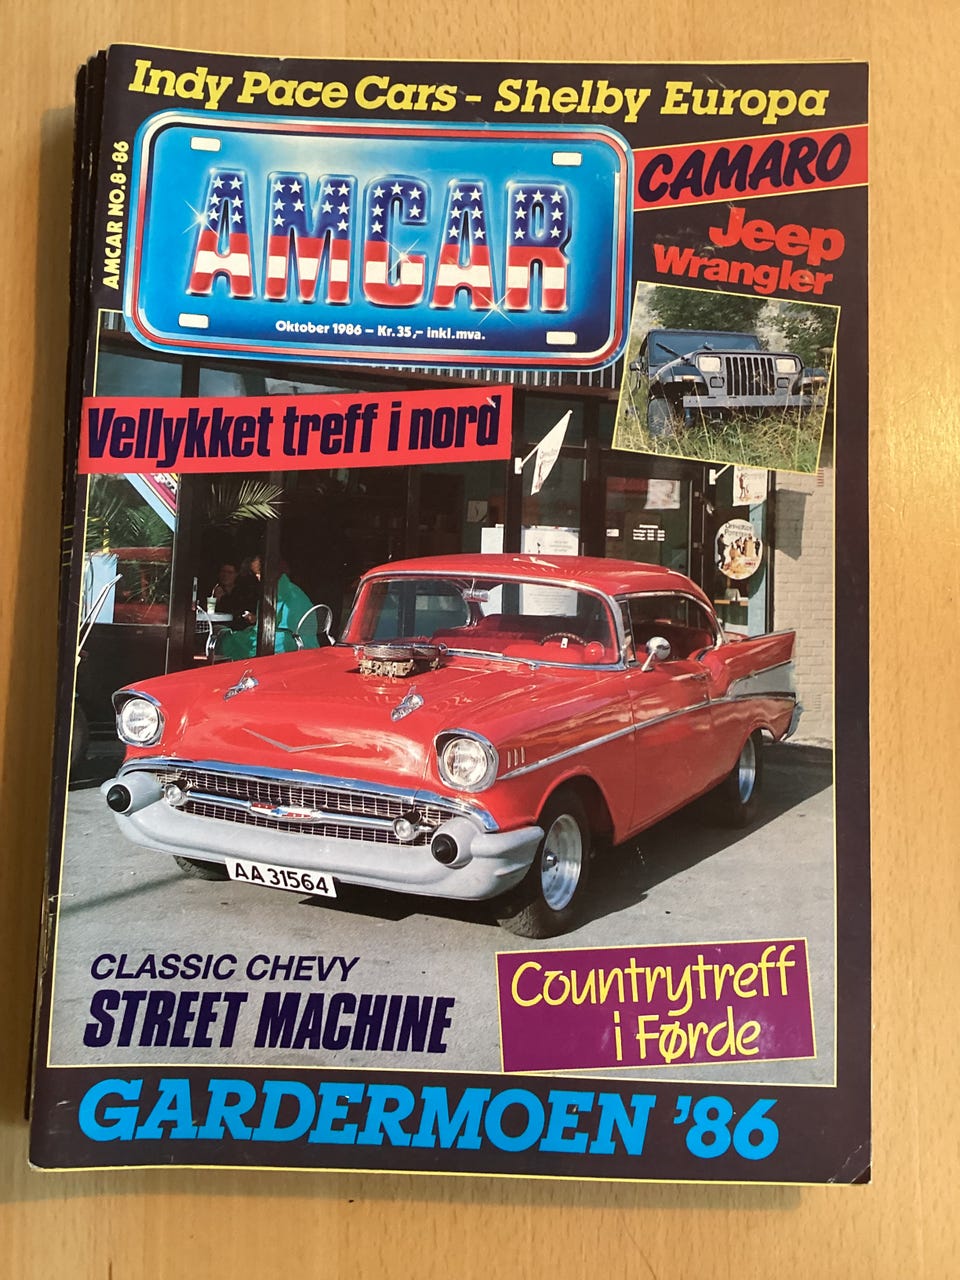 Indy Pace Cars - Shelby Europa
AMCAR NO.8-86
AMCAR
Oktober 1986 – Kr.35,– inkl.mva.
CAMARO
Jeep
Wrangler
Vellykket treff i nord
AA 31564
CLASSIC CHEVY
STREET MACHINE
Countrytreff
i Førde
GARDERMOEN '86